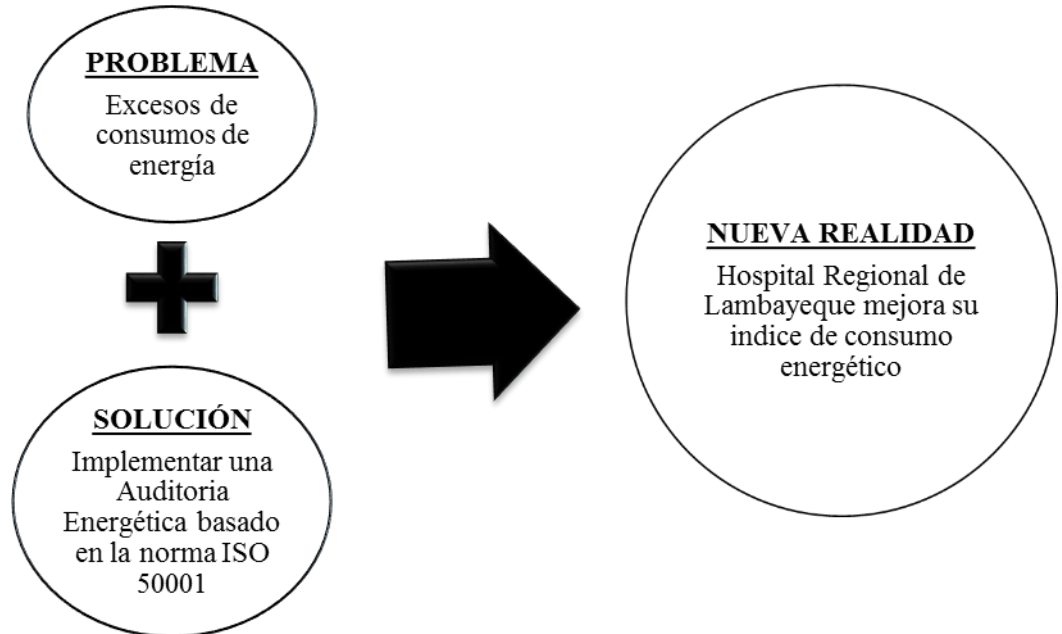 PROBLEMA
Excesos de
consumos de
energía
SOLUCIÓN
Implementar una
Auditoria
Energética basado
en la norma ISO
50001
NUEVA REALIDAD
Hospital Regional de
Lambayeque mejora su
indice de consumo
energético